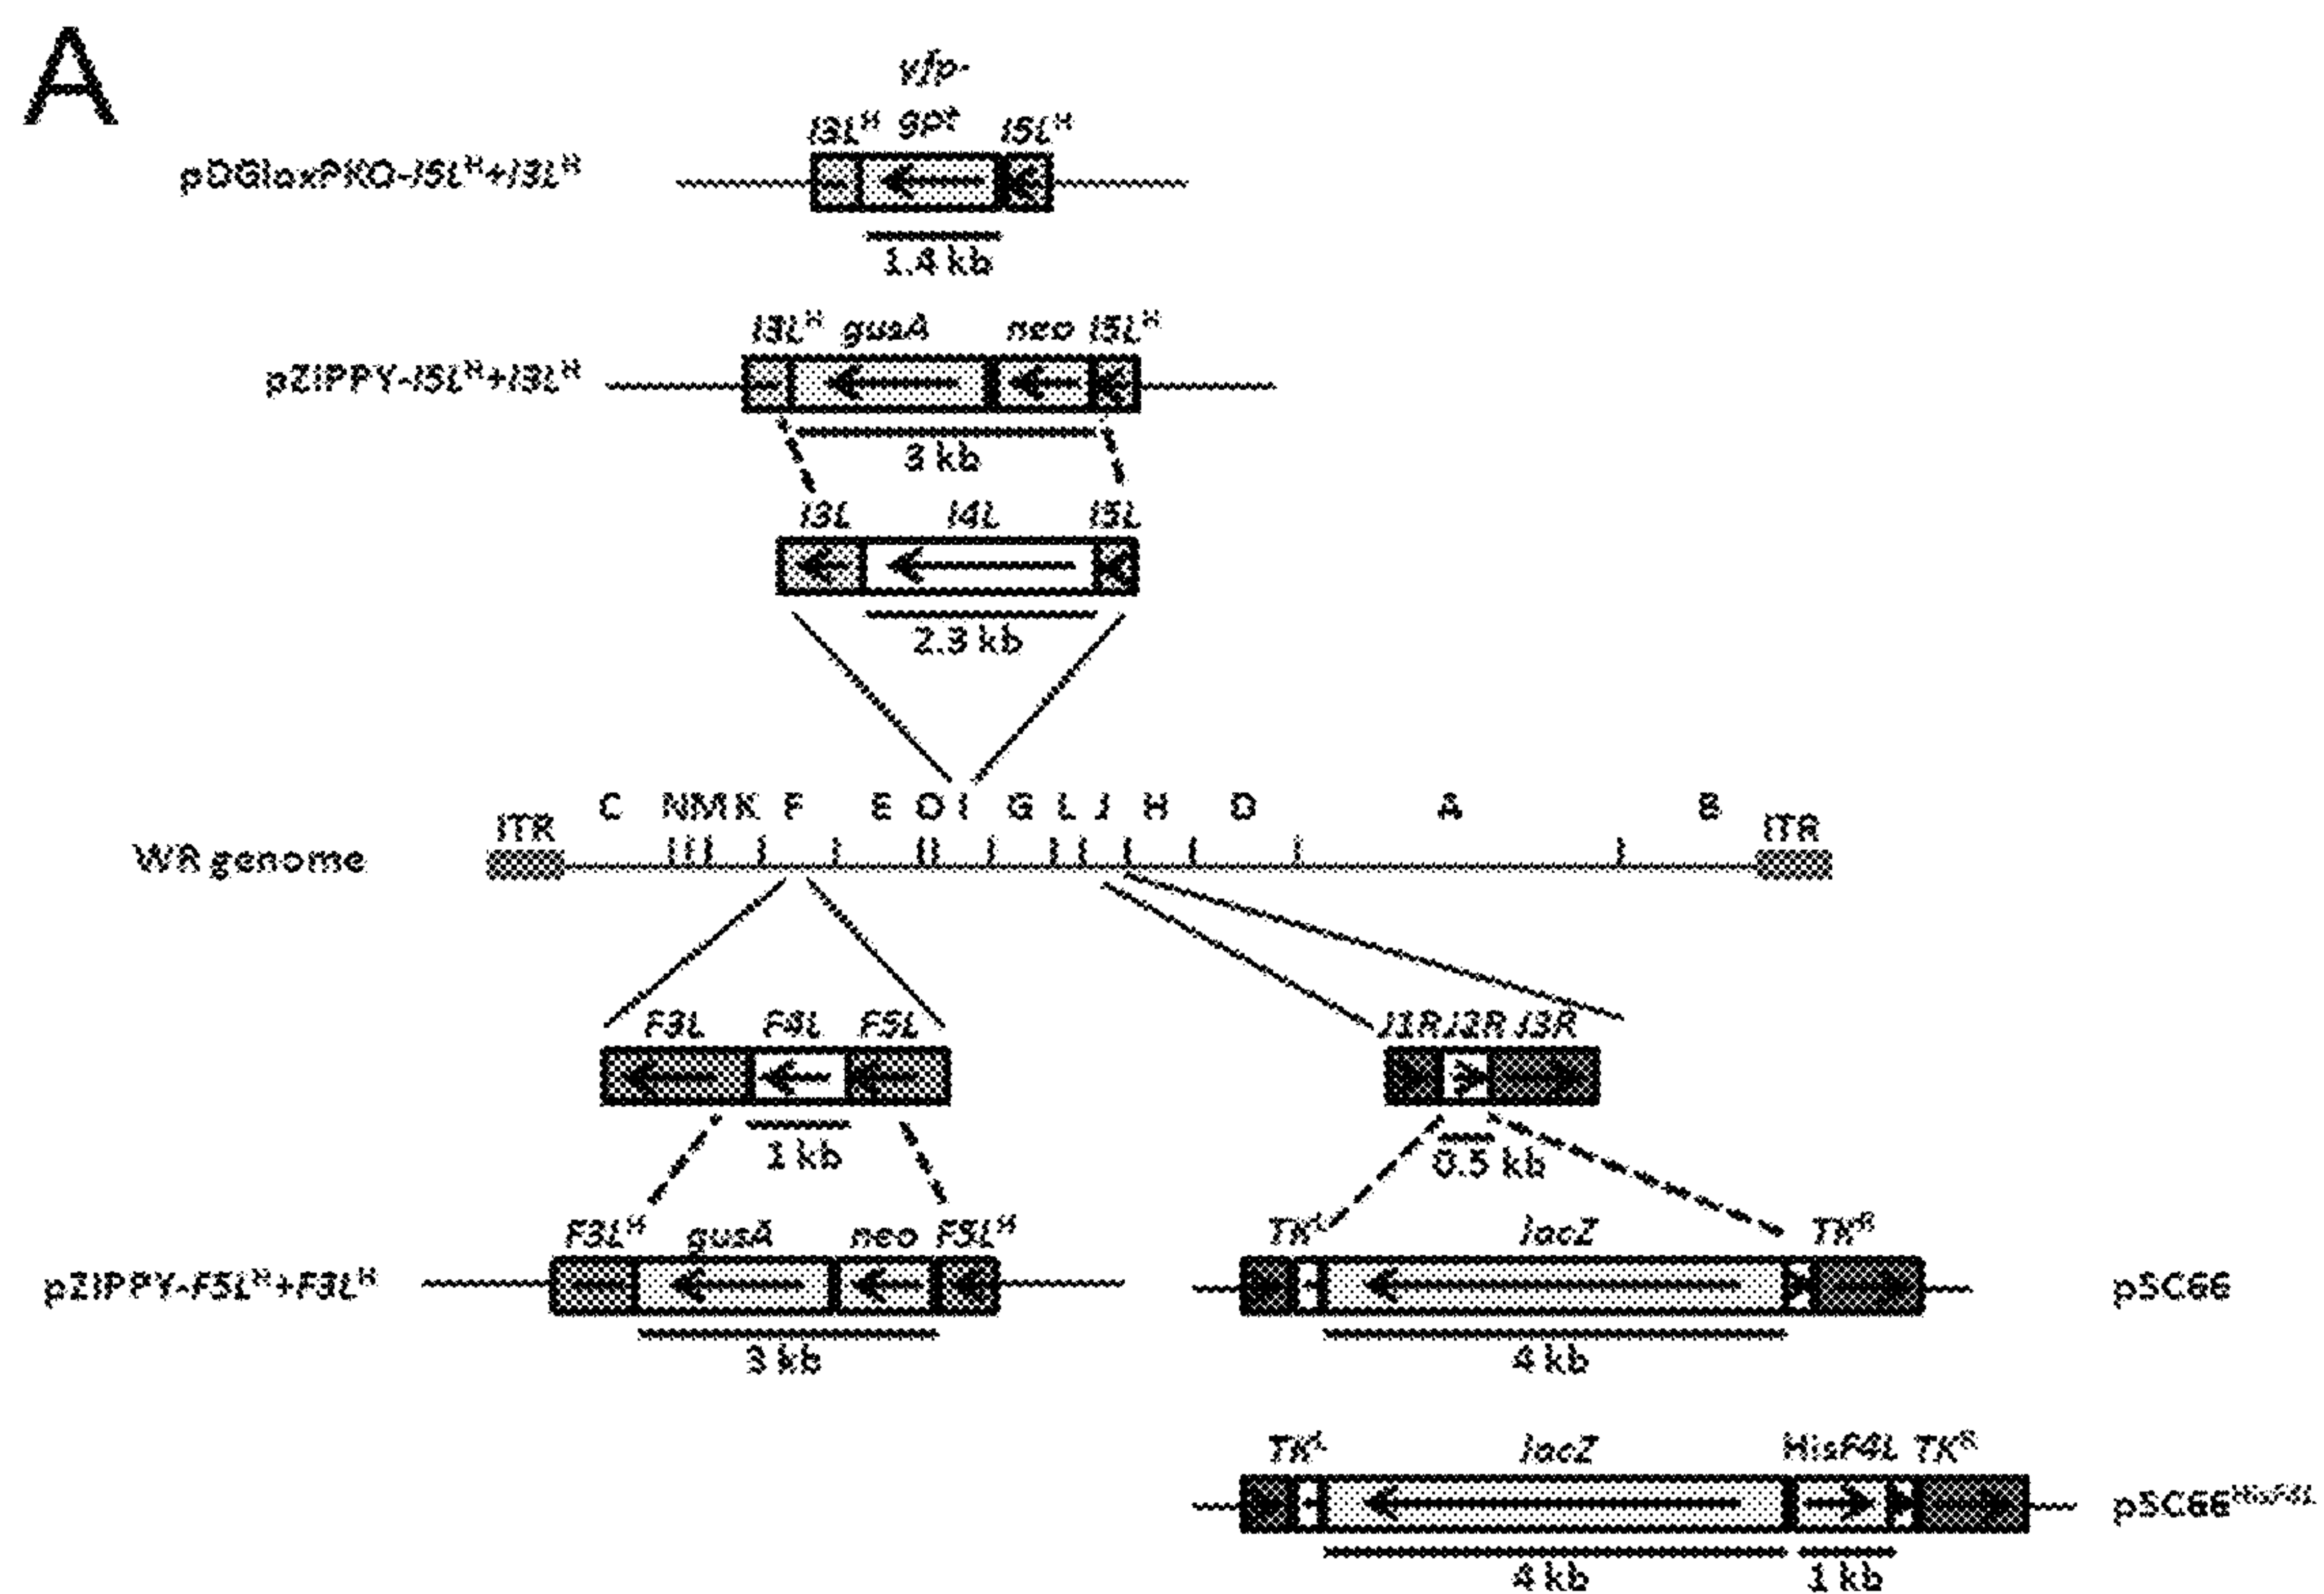 A
yfp-
gpt
I3L^H I5L^H
pDGloxPKO-I5L^H+I3L^H
1.4 kb
I3L^H gusA neo I5L^H
pZIPPY-I5L^H+I3L^H
3 kb
I3L I4L I5L
2.3 kb
C N M K F E O I G L J H D A B
ITR ITR
WR genome
F3L F4L F5L J1R J2R J3R
1 kb 0.5 kb
F3L^H gusA neo F5L^H TK^L lacZ TK^R
pZIPPY-F5L^H+F3L^H pSC66
3 kb 4 kb
TK^L lacZ HisF4L TK^R
pSC66^HisF4L
4 kb 1 kb